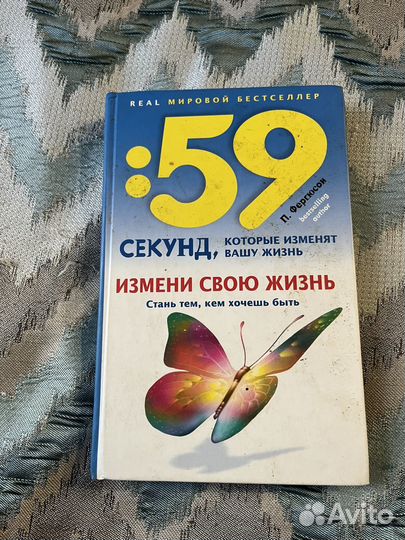 REAL МИРОВОЙ БЕСТСЕЛЛЕР
:59
П. Фергюсон
bestselling
author
СЕКУНД, КОТОРЫЕ ИЗМЕНЯТ
ВАШУ ЖИЗНЬ
ИЗМЕНИ СВОЮ ЖИЗНЬ
Стань тем, кем хочешь быть
Avito